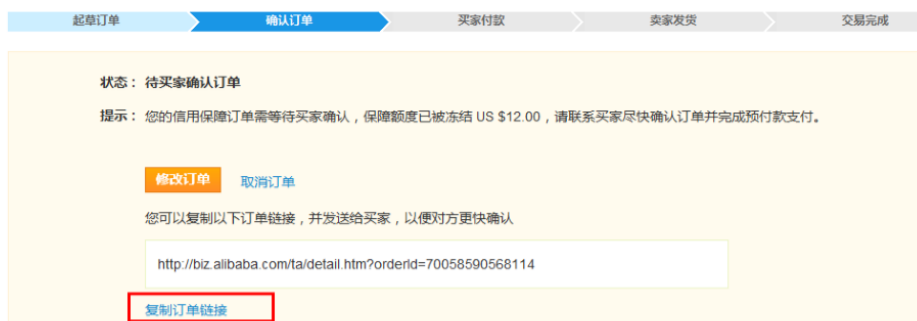 起草订单 确认订单 买家付款 卖家发货 交易完成
状态：待买家确认订单
提示：您的信用保障订单需等待买家确认，保障额度已被冻结 US $12.00，请联系买家尽快确认订单并完成预付款支付。
修改订单 取消订单
您可以复制以下订单链接，并发送给买家，以便对方更快确认
http://biz.alibaba.com/ta/detail.htm?orderId=70058590568114
复制订单链接